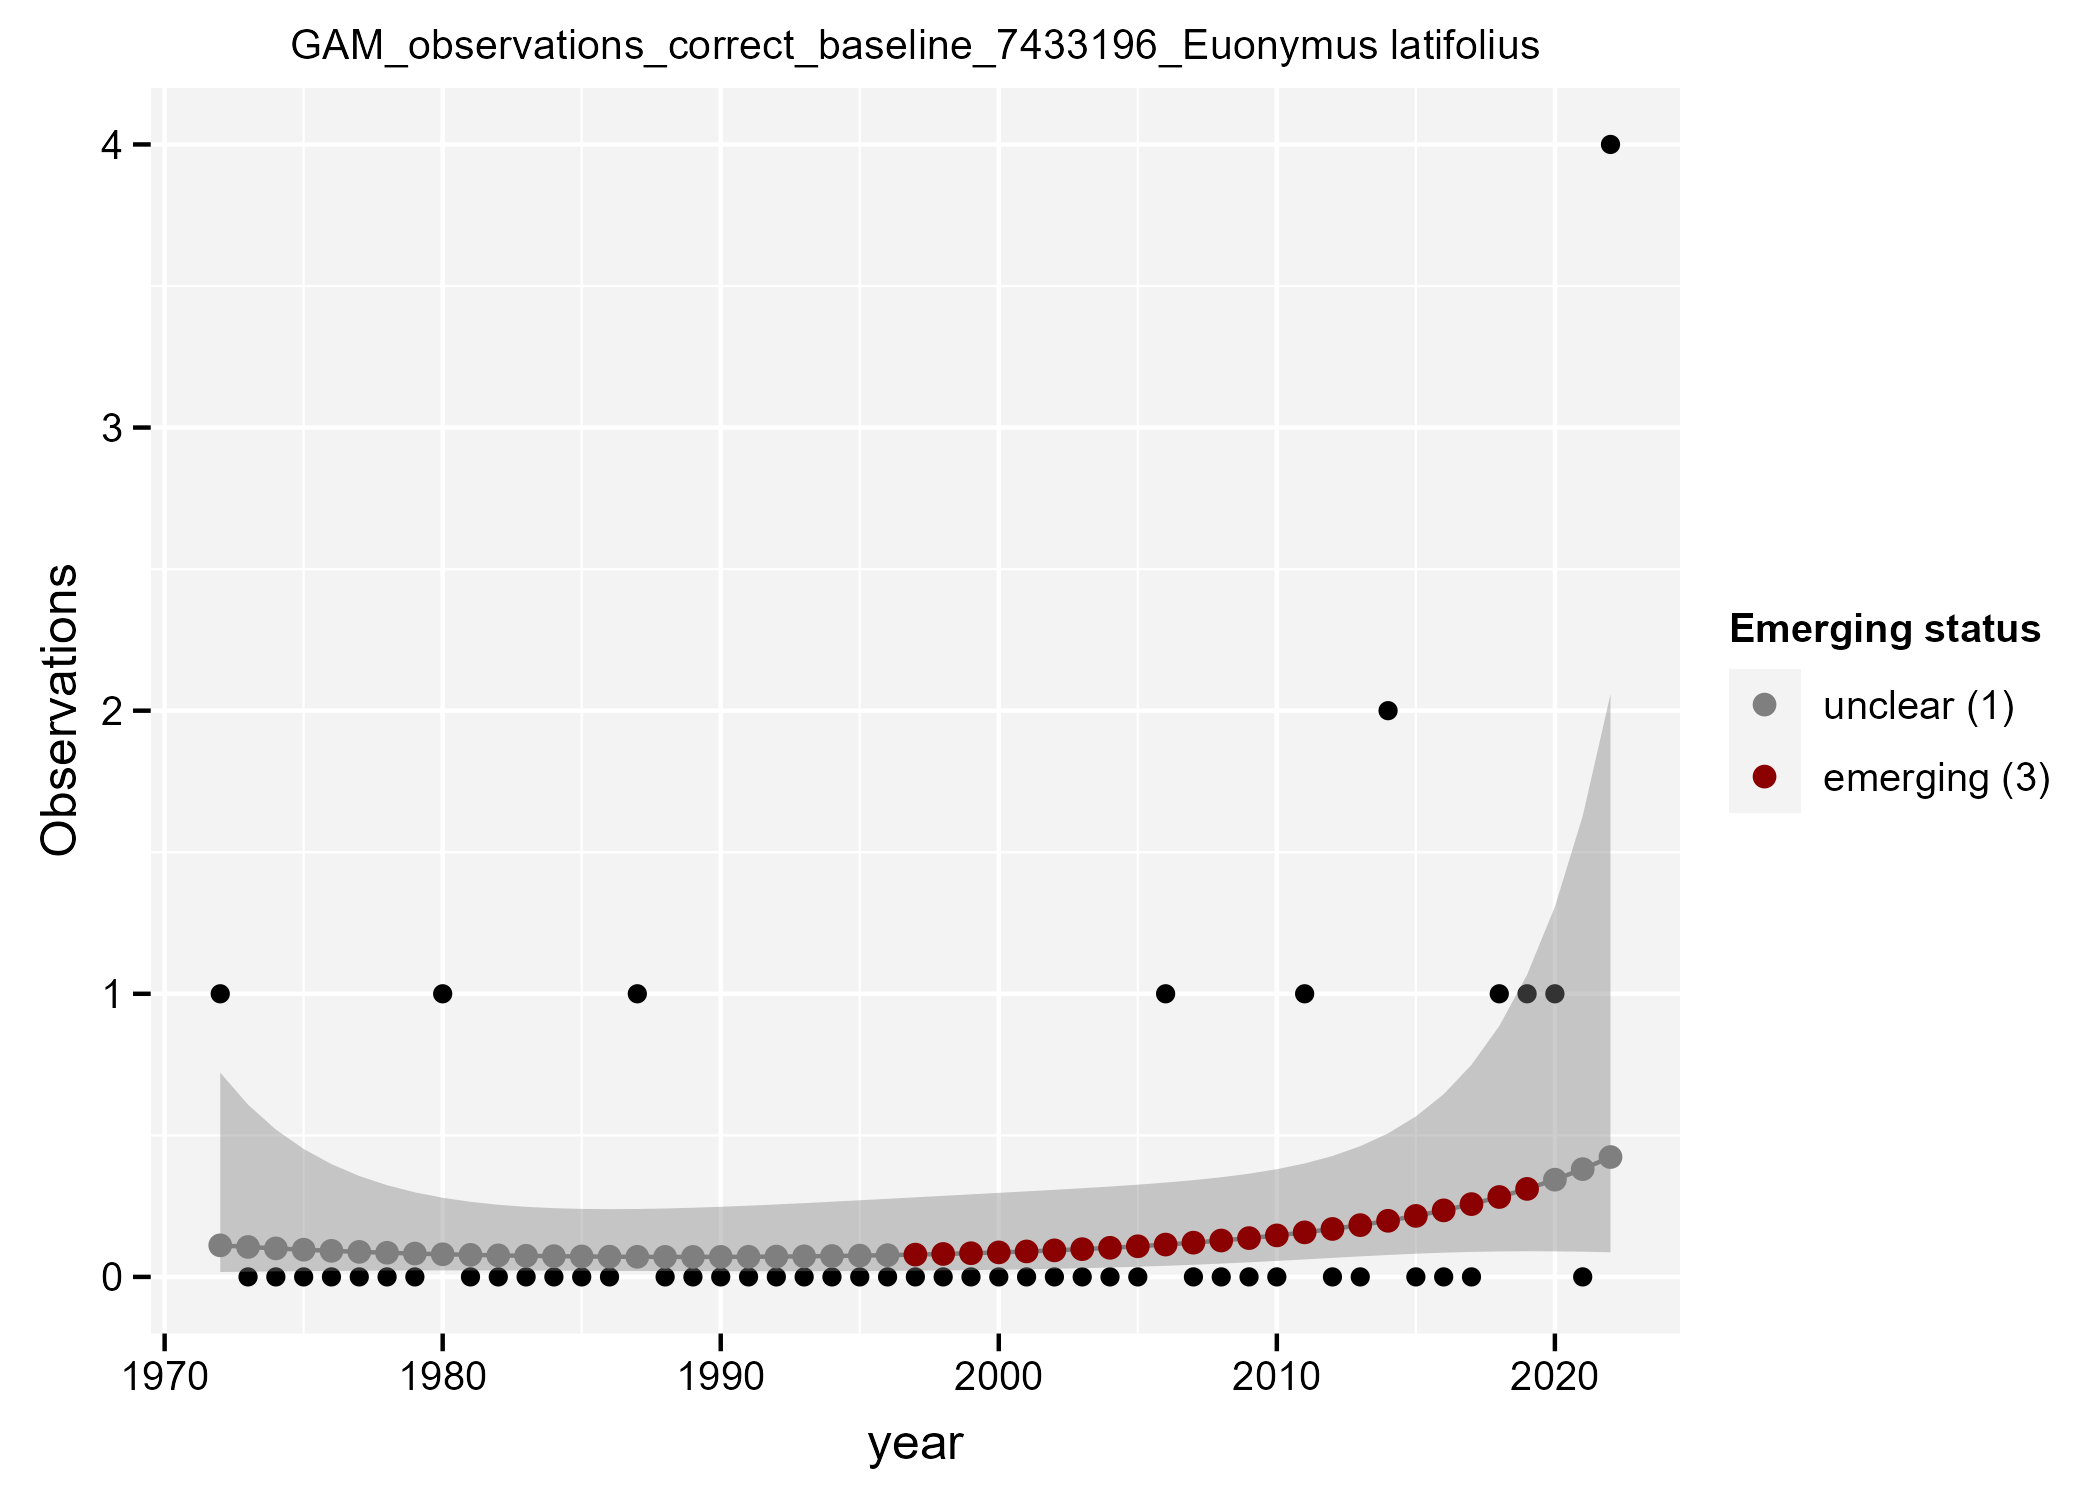 GAM_observations_correct_baseline_7433196_Euonymus latifolius
4
3
2
1
0
Observations
1970 1980 1990 2000 2010 2020
year
Emerging status
unclear (1)
emerging (3)